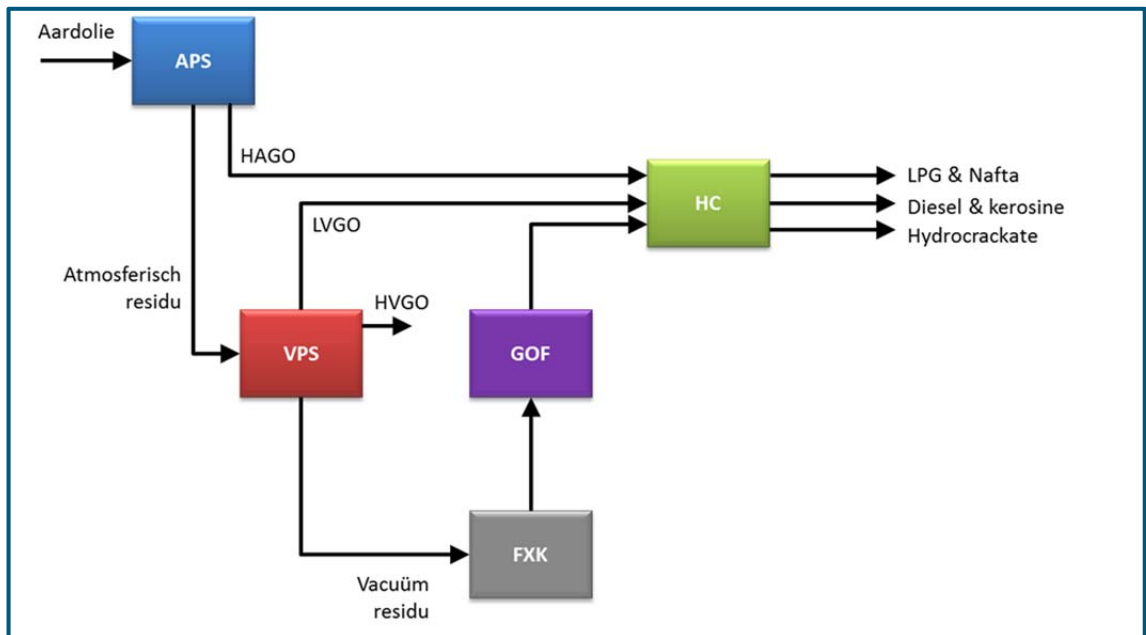 Aardolie
APS
HAGO
HC
LPG & Nafta
Diesel & kerosine
Hydrocrackate
LVGO
Atmosferisch
residu
HVGO
VPS
GOF
FXK
Vacuüm
residu